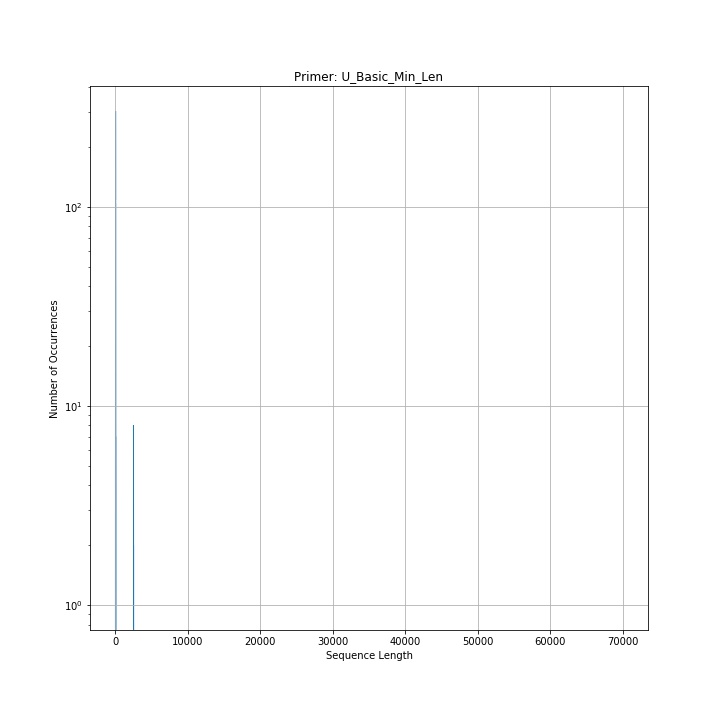 Primer: U_Basic_Min_Len
Number of Occurrences
10²
10¹
10⁰
0 10000 20000 30000 40000 50000 60000 70000
Sequence Length